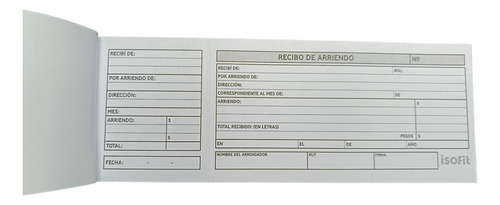 RECIBÍ DE:
POR ARRIENDO DE:
DIRECCIÓN:
MES:
ARRIENDO: $
$
TOTAL:
FECHA: - -
RECIBO DE ARRIENDO N0
RECIBÍ DE: ROL:
POR ARRIENDO DE:
DIRECCIÓN:
CORRESPONDIENTE AL MES DE: DE
ARRIENDO: $
TOTAL RECIBIDO: (EN LETRAS)
PESOS $
EN EL DE AÑO
NOMBRE DEL ARRENDADOR RUT FIRMA
isofit